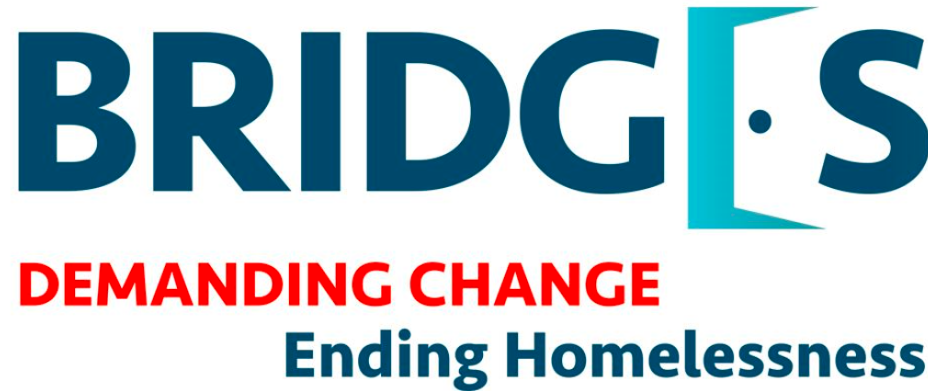 BRIDGES
DEMANDING CHANGE
Ending Homelessness